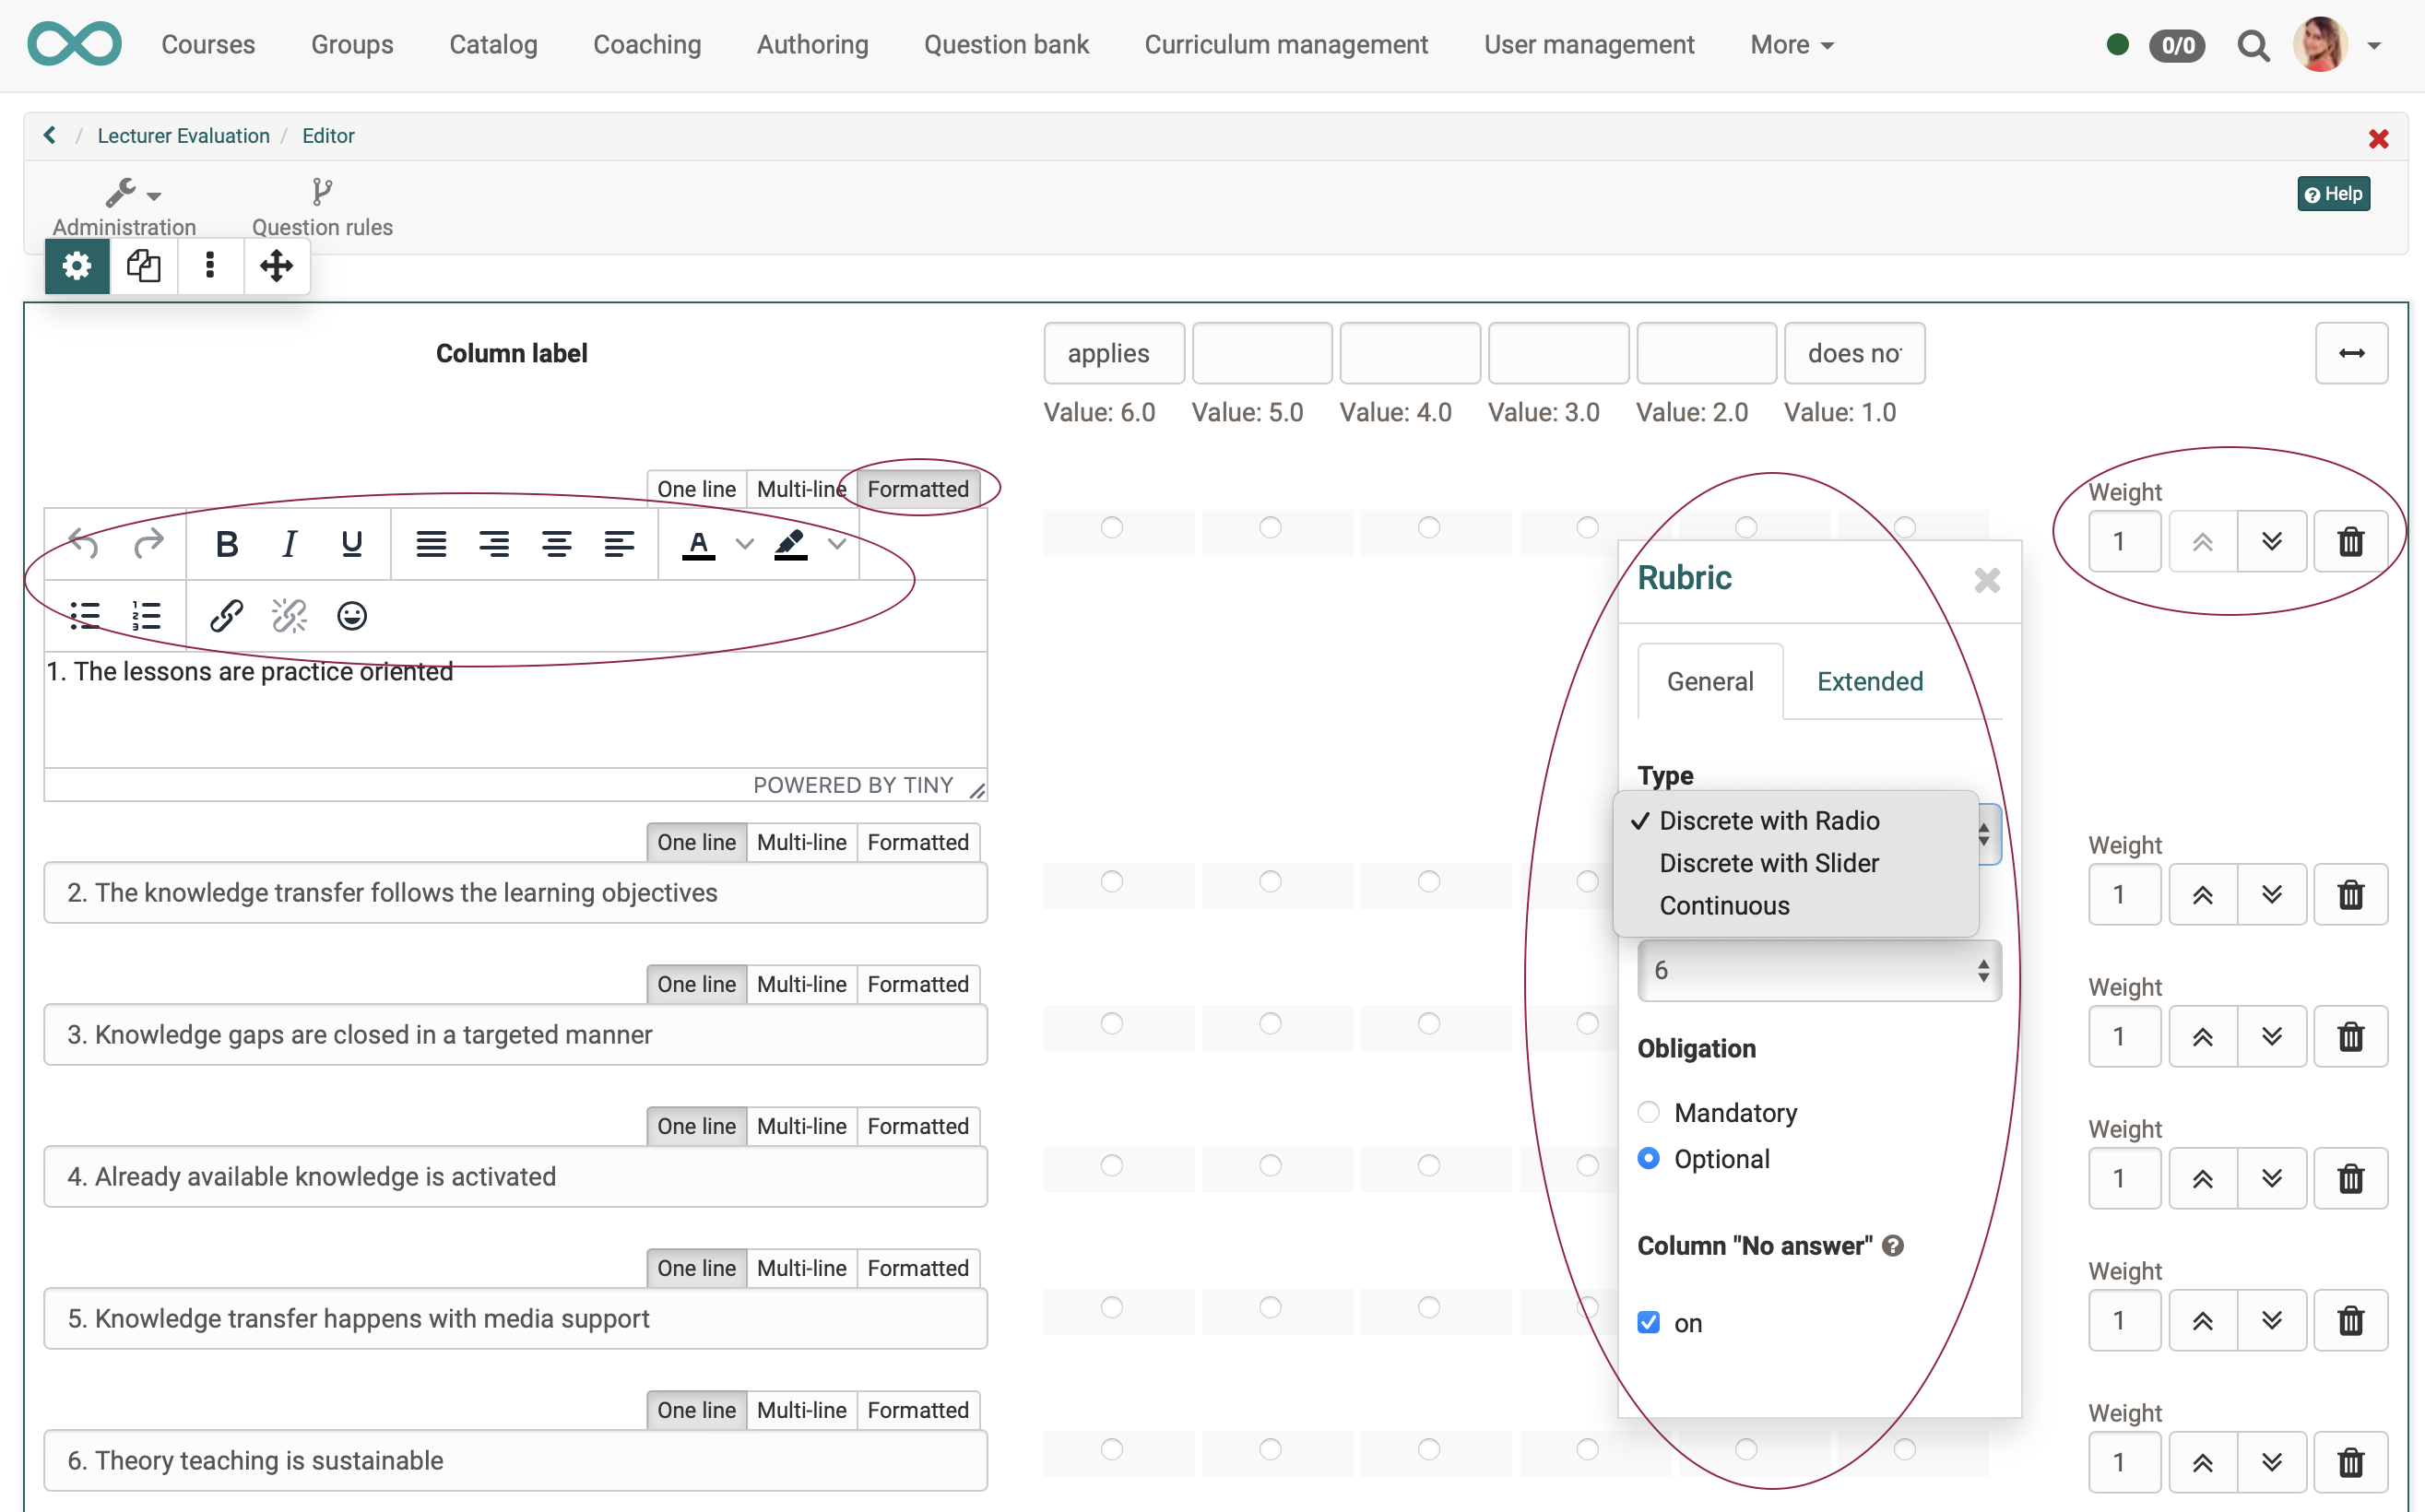 Courses Groups Catalog Coaching Authoring Question bank Curriculum management User management More 0/0
/ Lecturer Evaluation / Editor
Help
Administration Question rules
Column label applies does no
Value: 6.0 Value: 5.0 Value: 4.0 Value: 3.0 Value: 2.0 Value: 1.0
One line Multi-line Formatted
Weight
B I U A
1
1. The lessons are practice oriented
POWERED BY TINY
Rubric
General Extended
Type
✓ Discrete with Radio
Discrete with Slider
Continuous
6
Obligation
Mandatory
Optional
Column "No answer"
on
One line Multi-line Formatted
Weight
2. The knowledge transfer follows the learning objectives
1
One line Multi-line Formatted
Weight
3. Knowledge gaps are closed in a targeted manner
1
One line Multi-line Formatted
Weight
4. Already available knowledge is activated
1
One line Multi-line Formatted
Weight
5. Knowledge transfer happens with media support
1
One line Multi-line Formatted
Weight
6. Theory teaching is sustainable
1